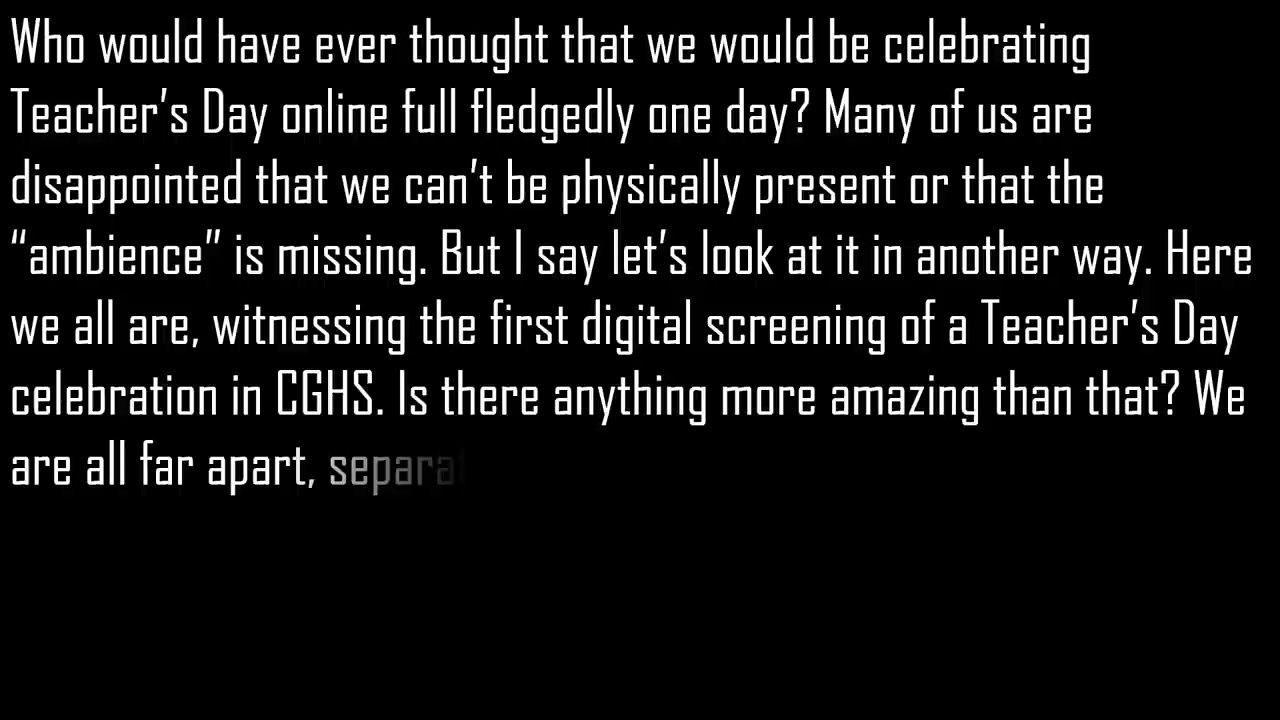 Who would have ever thought that we would be celebrating
Teacher’s Day online full fledgedly one day? Many of us are
disappointed that we can’t be physically present or that the
“ambience” is missing. But I say let’s look at it in another way. Here
we all are, witnessing the first digital screening of a Teacher’s Day
celebration in CGHS. Is there anything more amazing than that? We
are all far apart,